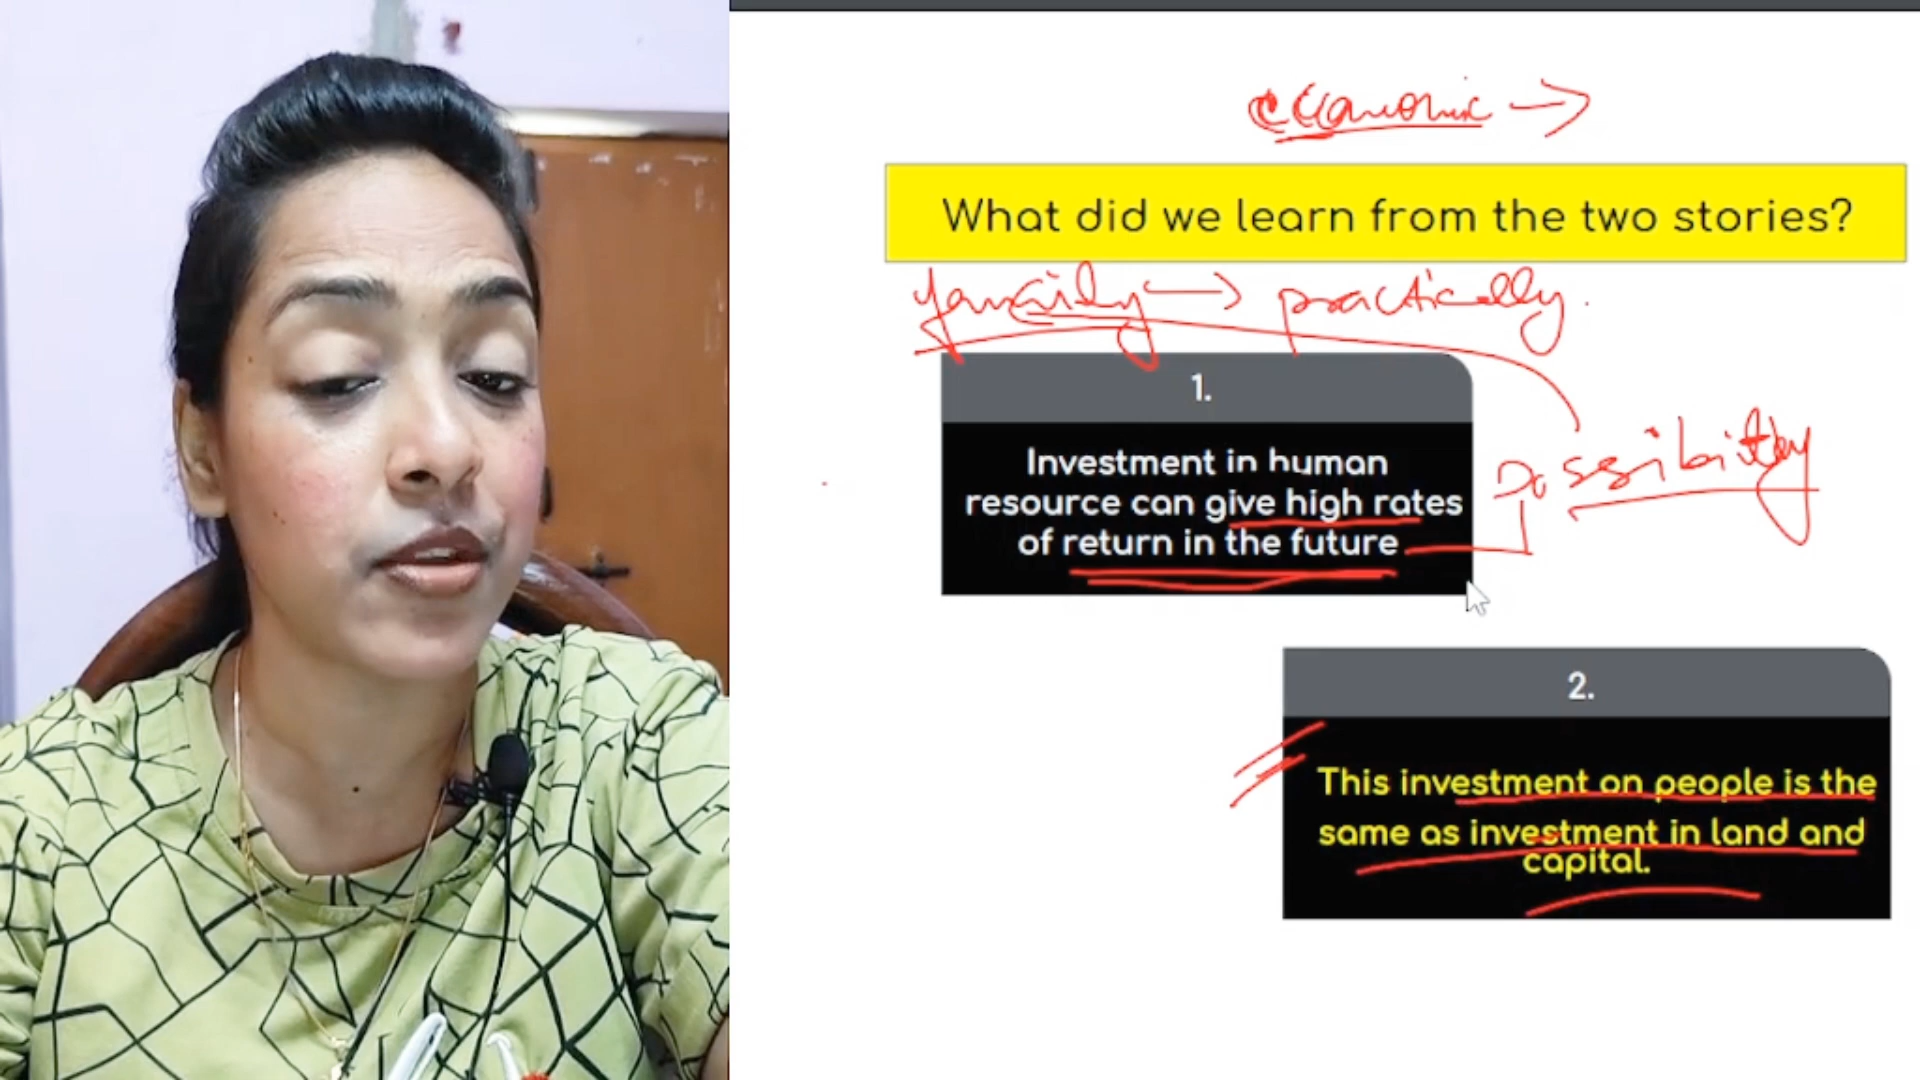 economic →
What did we learn from the two stories?
family → practically.
1.
Investment in human
resource can give high rates
of return in the future
possibility
2.
This investment on people is the
same as investment in land and
capital.